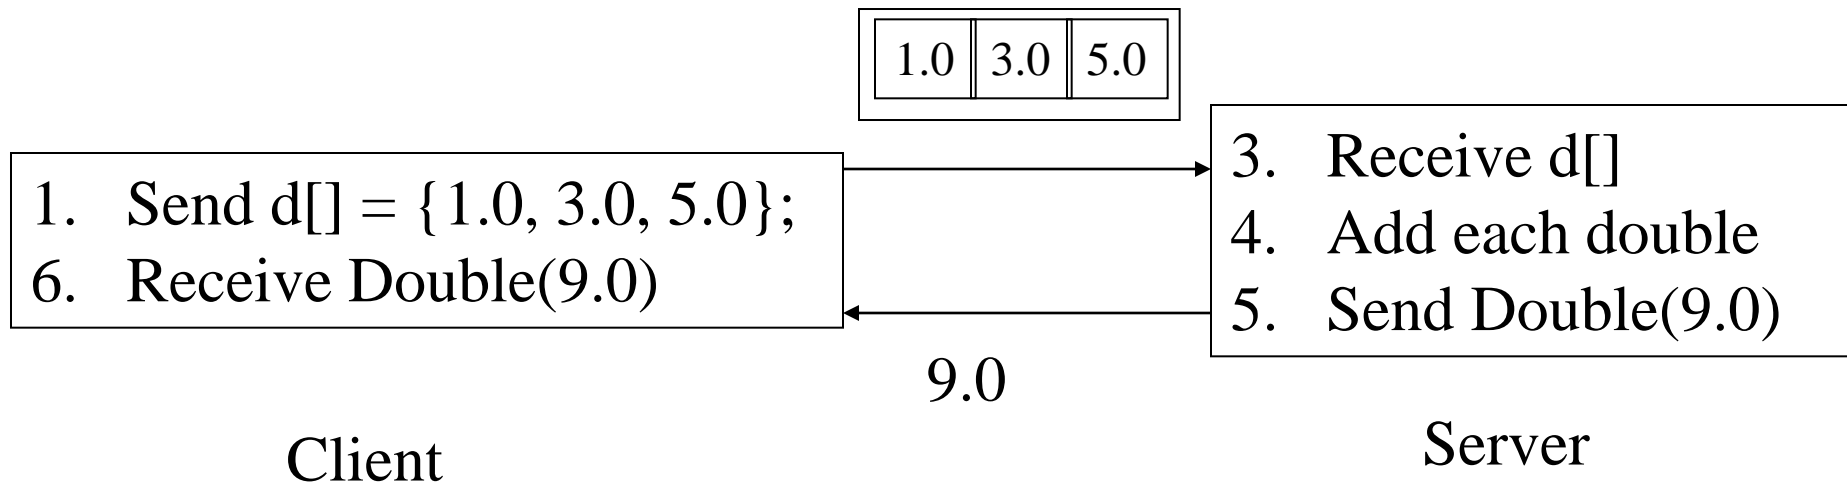 1.0 3.0 5.0
1. Send d[] = {1.0, 3.0, 5.0};
6. Receive Double(9.0)
3. Receive d[]
4. Add each double
5. Send Double(9.0)
9.0
Client
Server